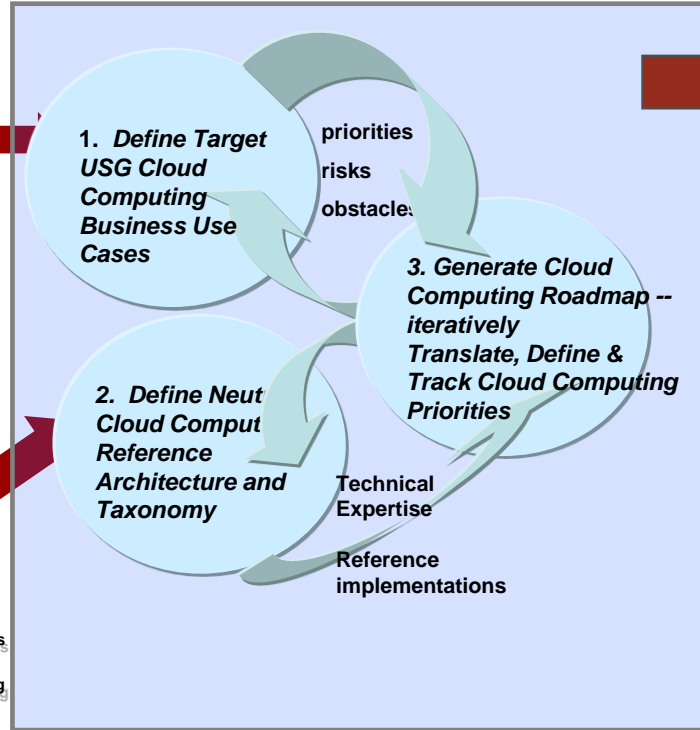 1. Define Target
USG Cloud
Computing
Business Use
Cases
priorities
risks
obstacles
3. Generate Cloud
Computing Roadmap --
iteratively
Translate, Define &
Track Cloud Computing
Priorities
2. Define Neut
Cloud Comput
Reference
Architecture and
Taxonomy
Technical
Expertise
Reference
implementations
s
g